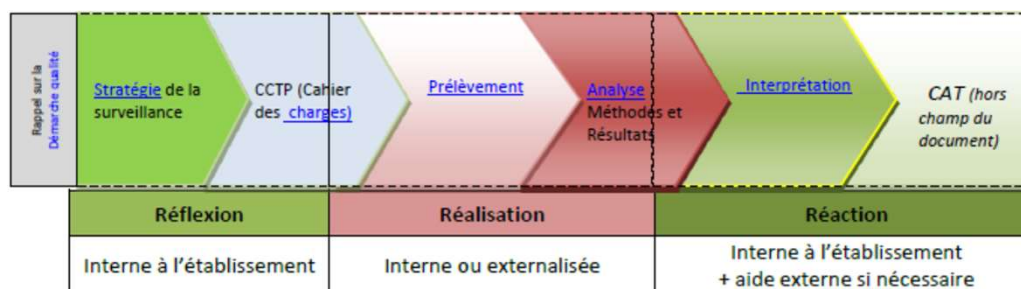 Rappel sur la
Démarche qualité
Stratégie de la
surveillance
CCTP (Cahier
des charges)
Prélèvement
Analyse
Méthodes et
Résultats
Interprétation
CAT (hors
champ du
document)
Réflexion
Réalisation
Réaction
Interne à l'établissement
Interne ou externalisée
Interne à l'établissement
+ aide externe si nécessaire